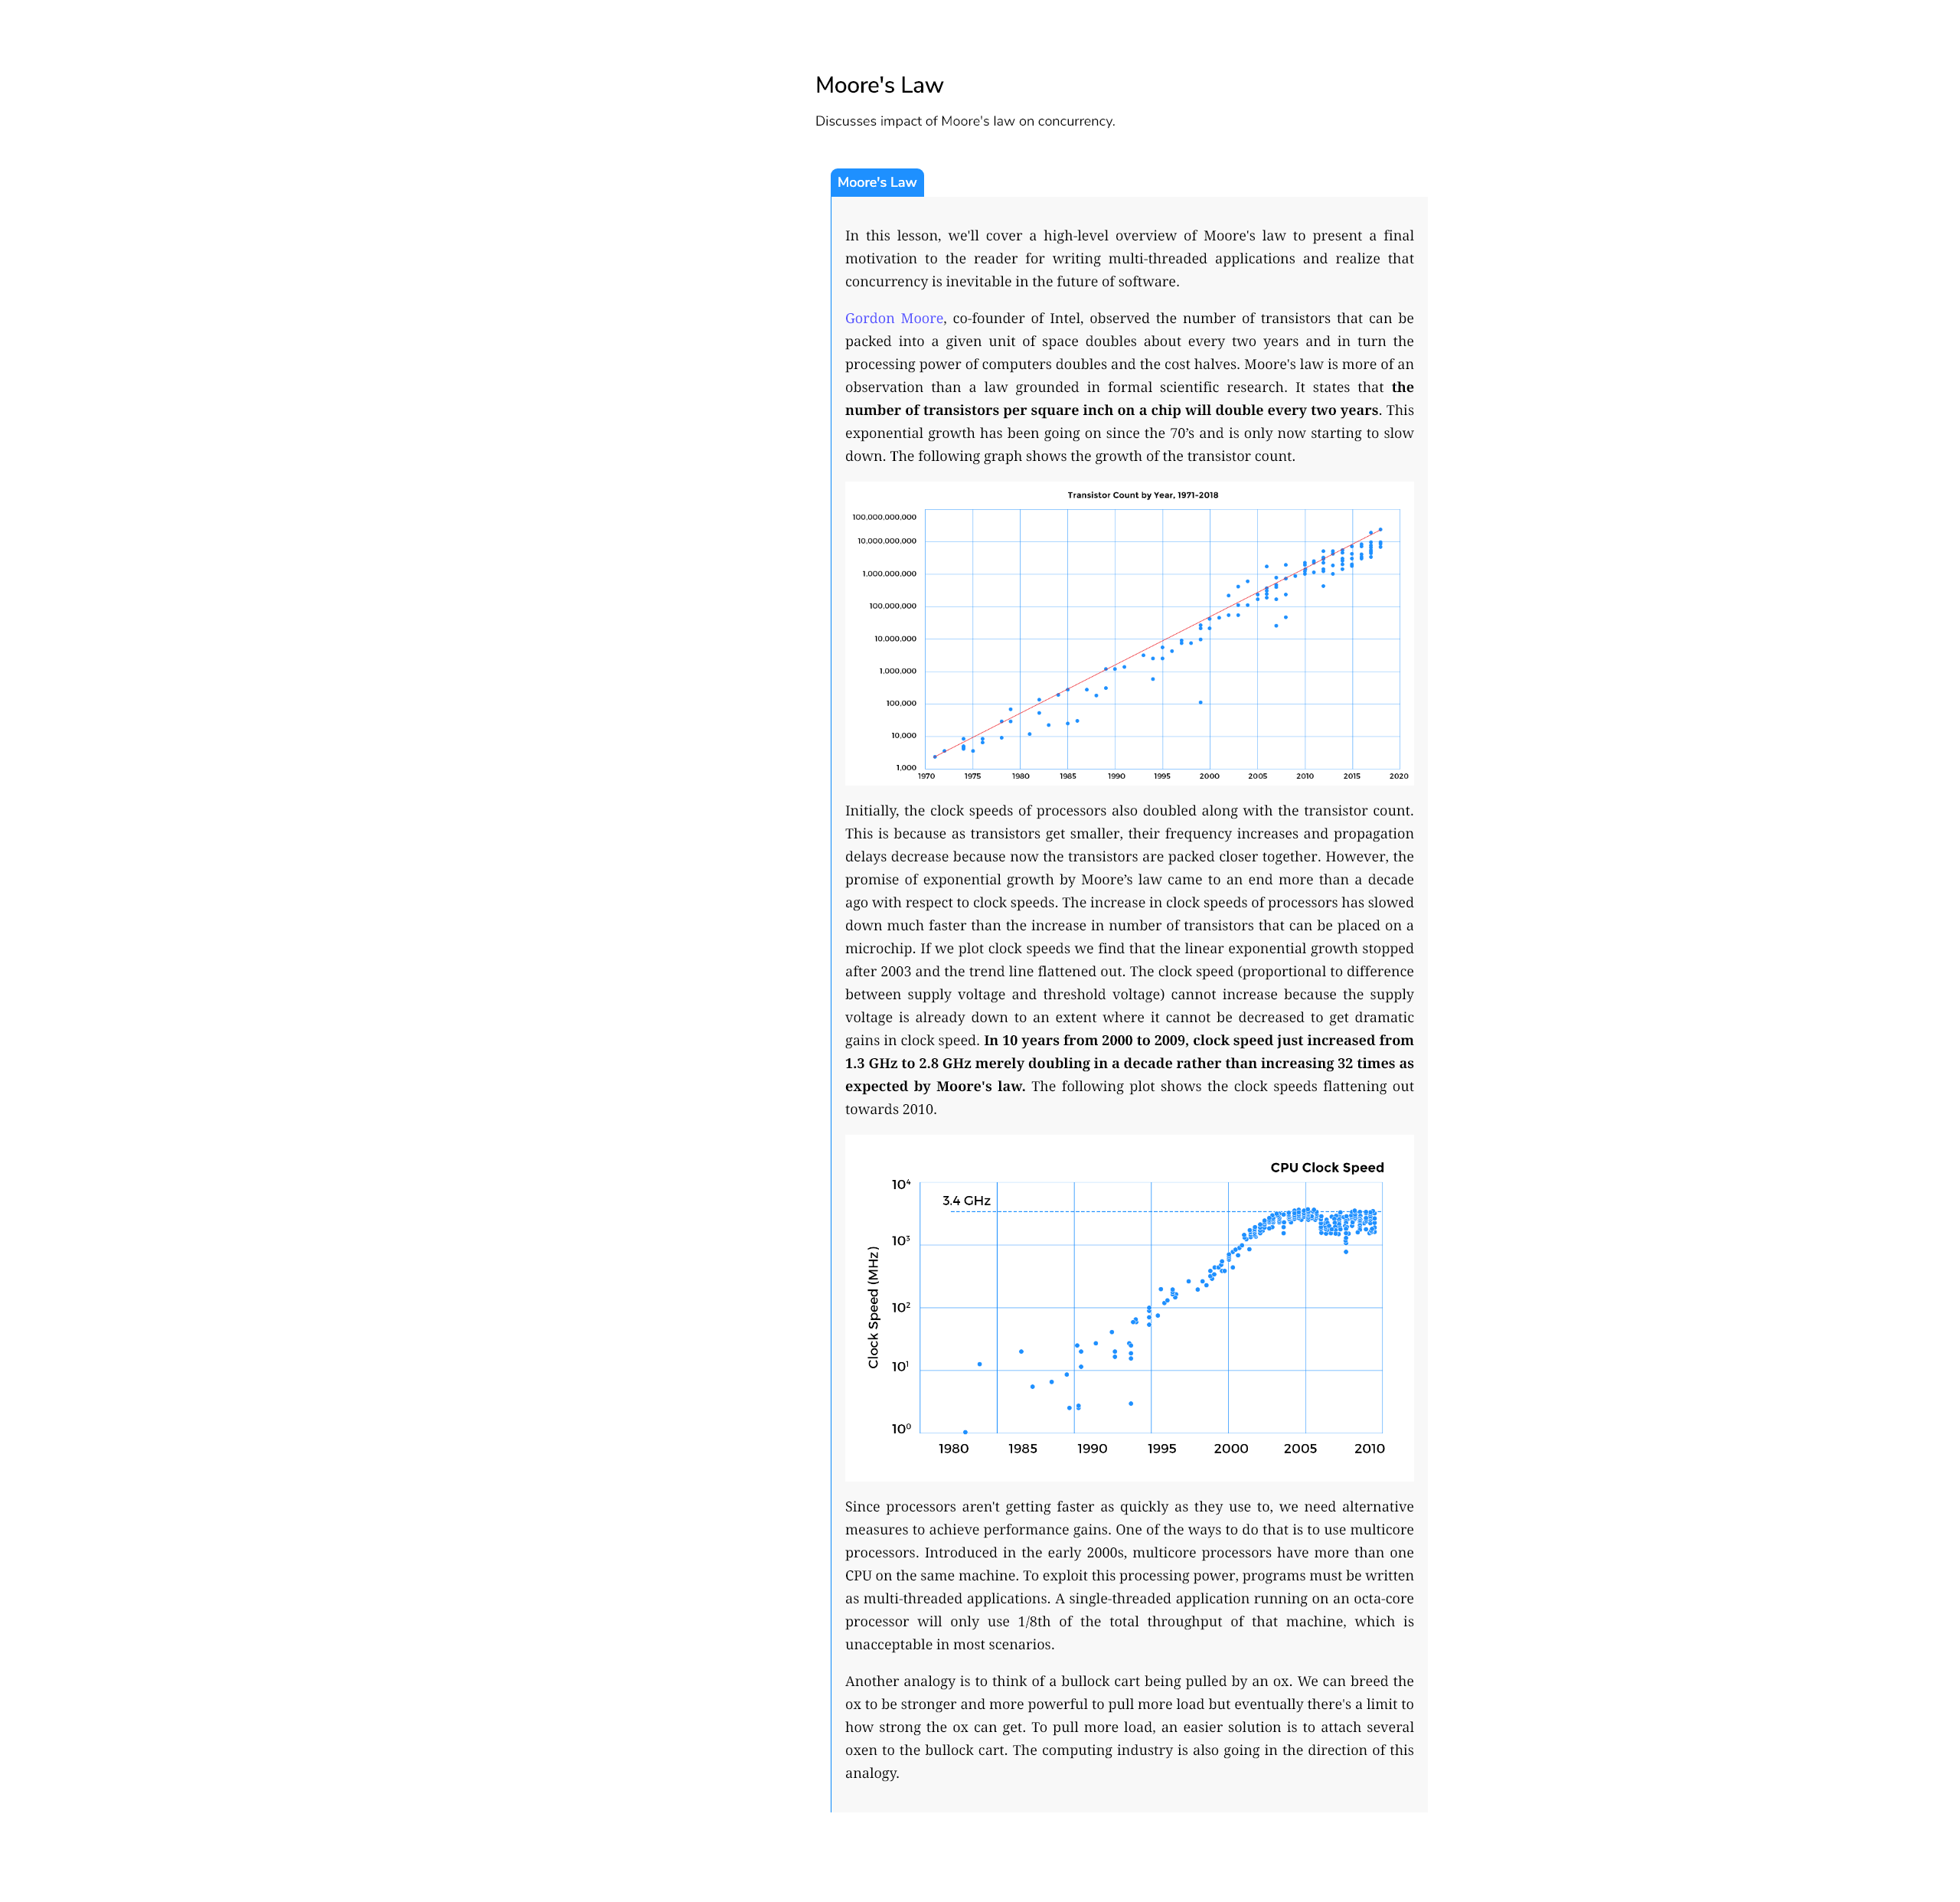 Moore's Law
Discusses impact of Moore's law on concurrency.
Moore's Law
In this lesson, we'll cover a high-level overview of Moore's law to present a final
motivation to the reader for writing multi-threaded applications and realize that
concurrency is inevitable in the future of software.
Gordon Moore, co-founder of Intel, observed the number of transistors that can be
packed into a given unit of space doubles about every two years and in turn the
processing power of computers doubles and the cost halves. Moore's law is more of an
observation than a law grounded in formal scientific research. It states that the
number of transistors per square inch on a chip will double every two years. This
exponential growth has been going on since the 70’s and is only now starting to slow
down. The following graph shows the growth of the transistor count.
Transistor Count by Year, 1971-2018
100,000,000,000
10,000,000,000
1,000,000,000
100,000,000
10,000,000
1,000,000
100,000
10,000
1,000
1970 1975 1980 1985 1990 1995 2000 2005 2010 2015 2020
Initially, the clock speeds of processors also doubled along with the transistor count.
This is because as transistors get smaller, their frequency increases and propagation
delays decrease because now the transistors are packed closer together. However, the
promise of exponential growth by Moore’s law came to an end more than a decade
ago with respect to clock speeds. The increase in clock speeds of processors has slowed
down much faster than the increase in number of transistors that can be placed on a
microchip. If we plot clock speeds we find that the linear exponential growth stopped
after 2003 and the trend line flattened out. The clock speed (proportional to difference
between supply voltage and threshold voltage) cannot increase because the supply
voltage is already down to an extent where it cannot be decreased to get dramatic
gains in clock speed. In 10 years from 2000 to 2009, clock speed just increased from
1.3 GHz to 2.8 GHz merely doubling in a decade rather than increasing 32 times as
expected by Moore's law. The following plot shows the clock speeds flattening out
towards 2010.
CPU Clock Speed
10⁴
3.4 GHz
10³
Clock Speed (MHz)
10²
10¹
10⁰
1980 1985 1990 1995 2000 2005 2010
Since processors aren't getting faster as quickly as they use to, we need alternative
measures to achieve performance gains. One of the ways to do that is to use multicore
processors. Introduced in the early 2000s, multicore processors have more than one
CPU on the same machine. To exploit this processing power, programs must be written
as multi-threaded applications. A single-threaded application running on an octa-core
processor will only use 1/8th of the total throughput of that machine, which is
unacceptable in most scenarios.
Another analogy is to think of a bullock cart being pulled by an ox. We can breed the
ox to be stronger and more powerful to pull more load but eventually there's a limit to
how strong the ox can get. To pull more load, an easier solution is to attach several
oxen to the bullock cart. The computing industry is also going in the direction of this
analogy.